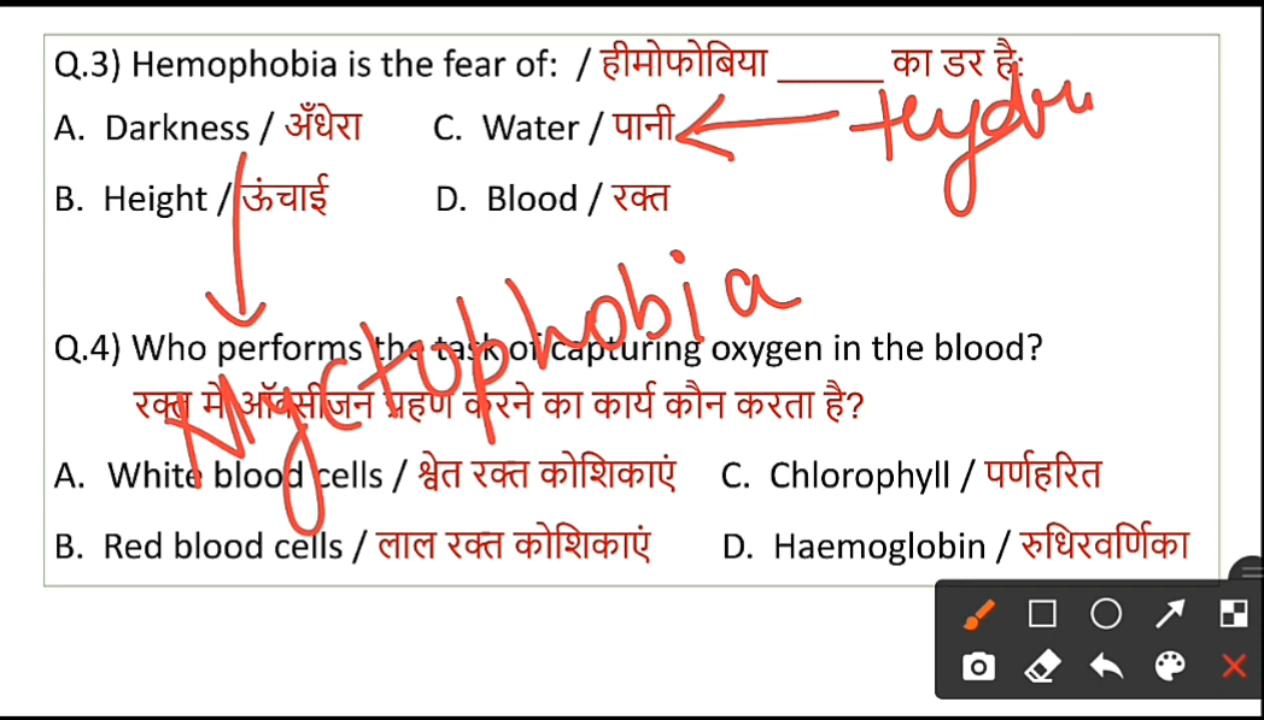 Q.3) Hemophobia is the fear of: / हीमोफोबिया ______ का डर है:
A. Darkness / अँधेरा C. Water / पानी
Hydro
B. Height / ऊंचाई D. Blood / रक्त
Nyctophobia
Q.4) Who performs the task of capturing oxygen in the blood?
रक्त में ऑक्सीजन ग्रहण करने का कार्य कौन करता है?
A. White blood cells / श्वेत रक्त कोशिकाएं C. Chlorophyll / पर्णहरित
B. Red blood cells / लाल रक्त कोशिकाएं D. Haemoglobin / रुधिरवर्णिका